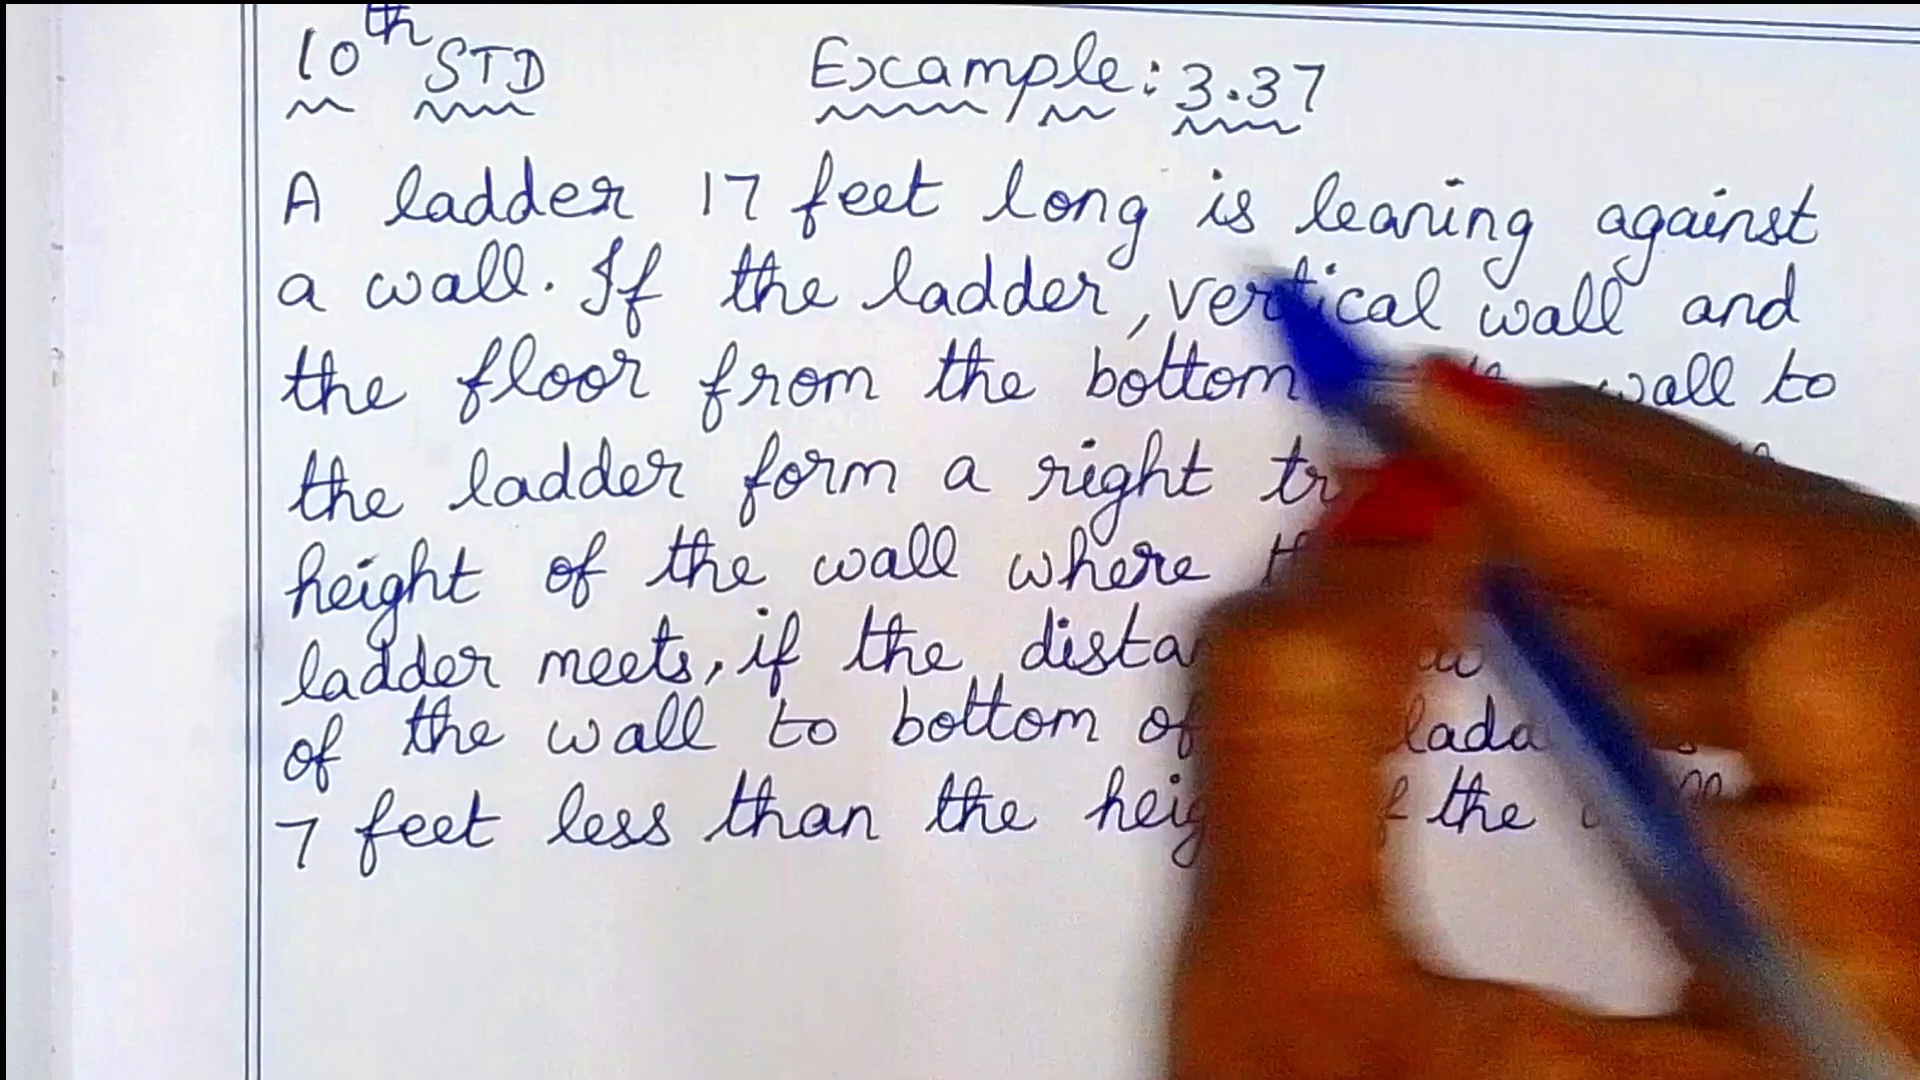 10th STD Example: 3.37
A ladder 17 feet long is leaning against
a wall. If the ladder, vertical wall and
the floor from the bottom wall to
the ladder form a right
height of the wall where
ladder meets, if the
of the wall to bottom of
7 feet less than the the